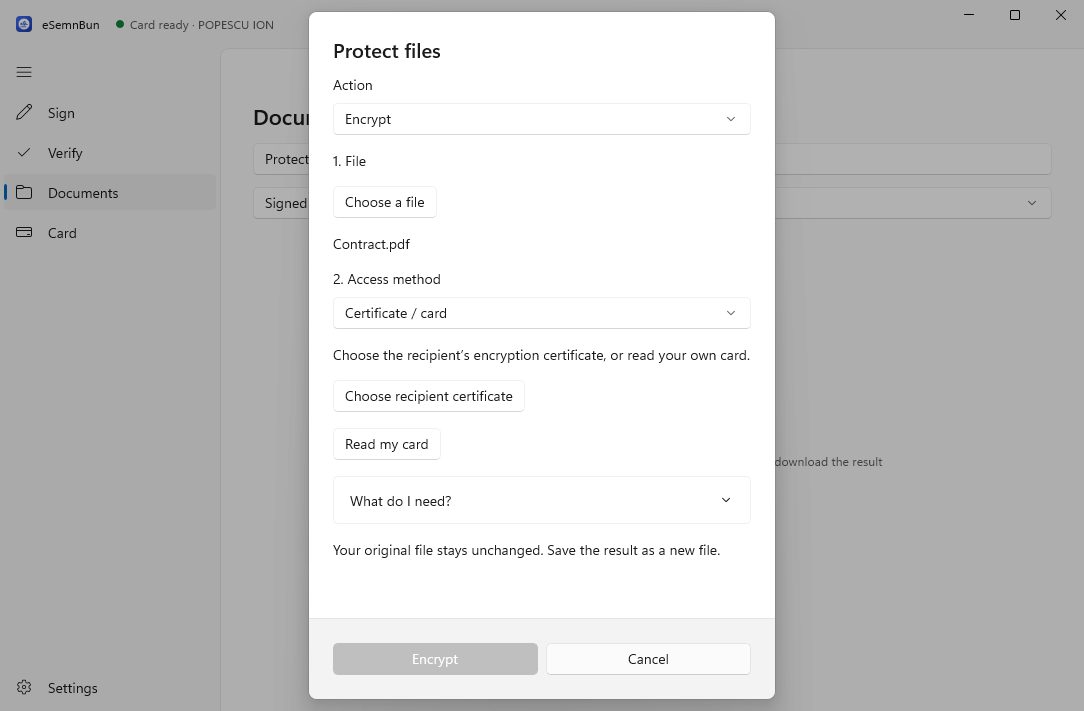 eSemnBun
Card ready · POPESCU ION
Sign
Verify
Documents
Card
Settings
Docu
Protect
Signed
download the result
Protect files
Action
Encrypt
1. File
Choose a file
Contract.pdf
2. Access method
Certificate / card
Choose the recipient's encryption certificate, or read your own card.
Choose recipient certificate
Read my card
What do I need?
Your original file stays unchanged. Save the result as a new file.
Encrypt
Cancel